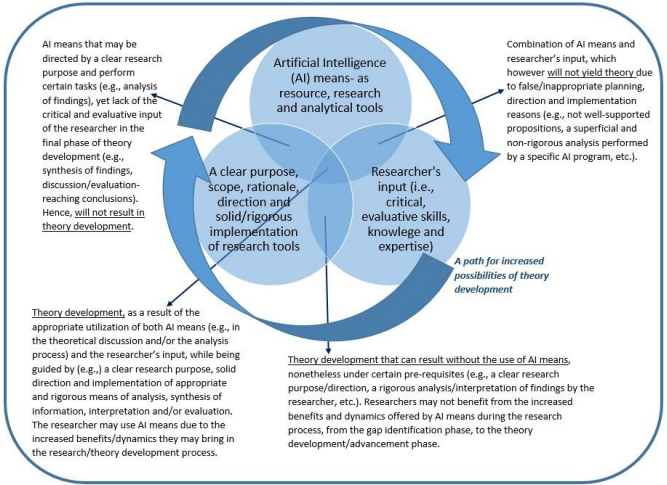 AI means that may be
directed by a clear research
purpose and perform
certain tasks (e.g., analysis
of findings), yet lack of the
critical and evaluative input
of the researcher in the
final phase of theory
development (e.g.,
synthesis of findings,
discussion/evaluation-
reaching conclusions).
Hence, will not result in
theory development.
Artificial Intelligence
(AI) means- as
resource, research
and analytical tools
Combination of AI means and
researcher's input, which
however will not yield theory due
to false/inappropriate planning,
direction and implementation
reasons (e.g., not well-supported
propositions, a superficial and
non-rigorous analysis performed
by a specific AI program, etc.).
A clear purpose,
scope, rationale,
direction and
solid/rigorous
implementation
of research tools
Researcher's
input (i.e.,
critical,
evaluative skills,
knowlege and
expertise)
A path for increased
possibilities of theory
development
Theory development, as a result of the
appropriate utilization of both AI means (e.g., in
the theoretical discussion and/or the analysis
process) and the researcher's input, while being
guided by (e.g.,) a clear research purpose, solid
direction and implementation of appropriate
and rigorous means of analysis, synthesis of
information, interpretation and/or evaluation.
The researcher may use AI means due to the
increased benefits/dynamics they may bring in
the research/theory development process.
Theory development that can result without the use of AI means,
nonetheless under certain pre-requisites (e.g., a clear research
purpose/direction, a rigorous analysis/interpretation of findings by the
researcher, etc.). Researchers may not benefit from the increased
benefits and dynamics offered by AI means during the research
process, from the gap identification phase, to the theory
development/advancement phase.